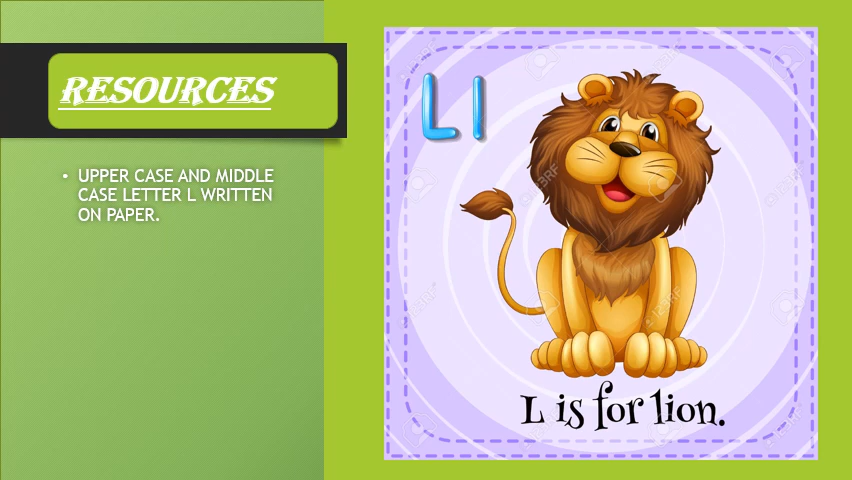 RESOURCES
• UPPER CASE AND MIDDLE
CASE LETTER L WRITTEN
ON PAPER.
Ll
L is for lion.